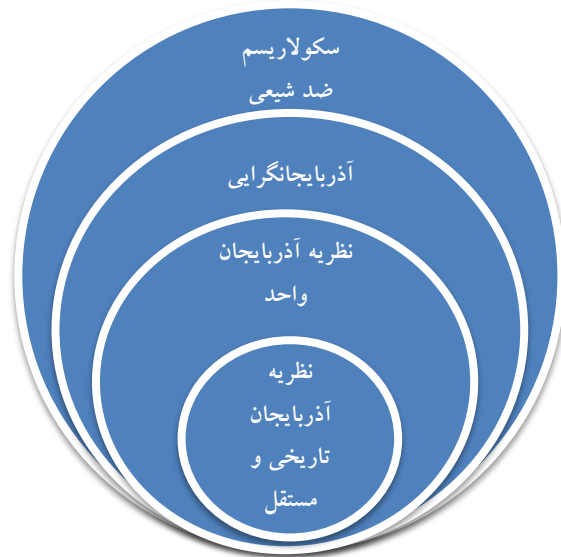 سکولاریسم
ضد شیعی
آذربایجانگرایی
نظریه آذربایجان
واحد
نظریه
آذربایجان
تاریخی و
مستقل